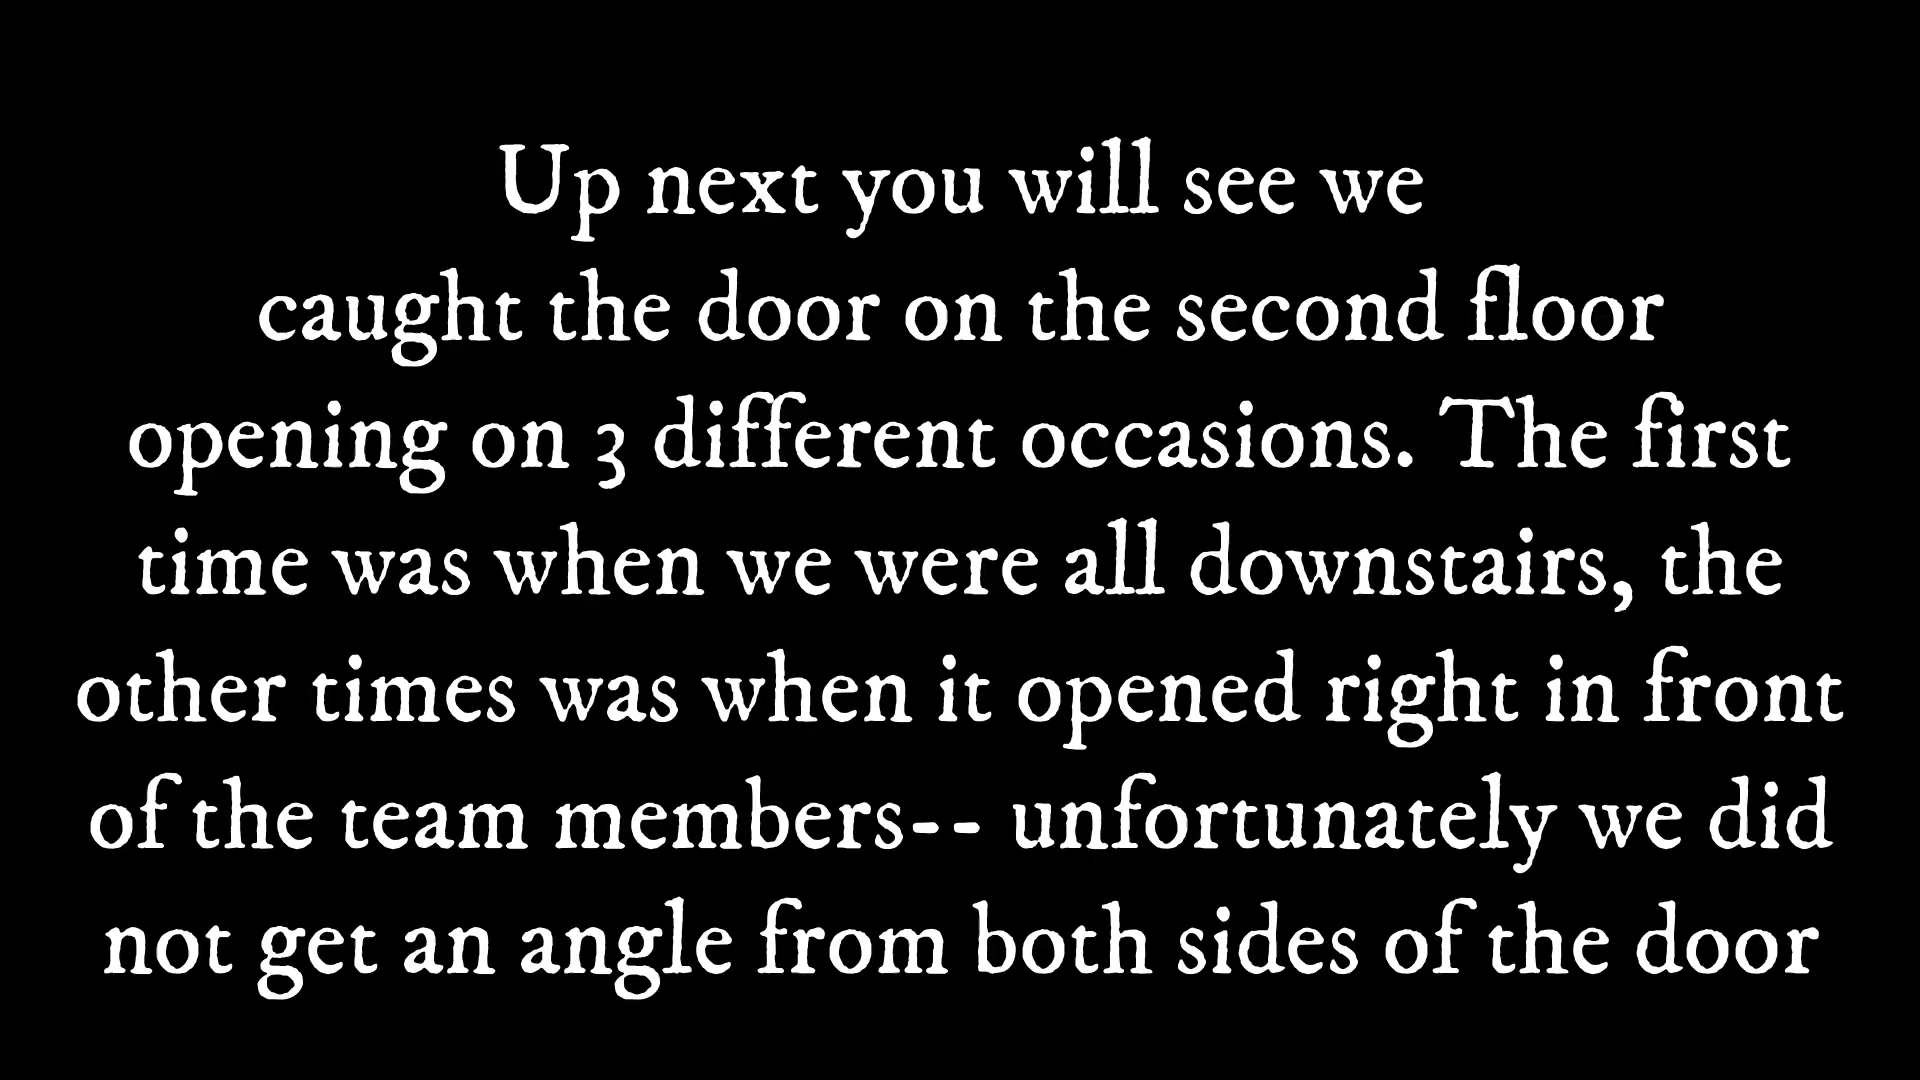 Up next you will see we
caught the door on the second floor
opening on 3 different occasions. The first
time was when we were all downstairs, the
other times was when it opened right in front
of the team members-- unfortunately we did
not get an angle from both sides of the door